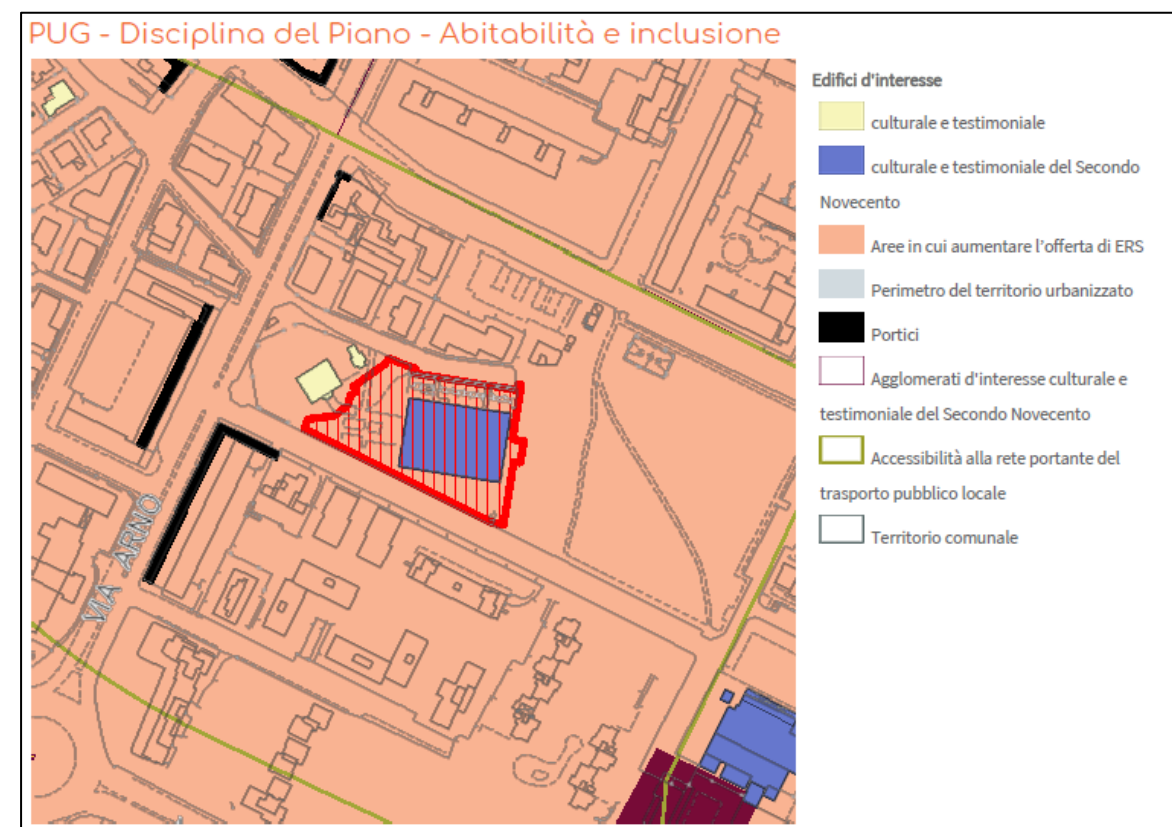 PUG - Disciplina del Piano - Abitabilità e inclusione
Edifici d'interesse
culturale e testimoniale
culturale e testimoniale del Secondo
Novecento
Aree in cui aumentare l'offerta di ERS
Perimetro del territorio urbanizzato
Portici
Agglomerati d'interesse culturale e
testimoniale del Secondo Novecento
Accessibilità alla rete portante del
trasporto pubblico locale
Territorio comunale
VIA ARNO